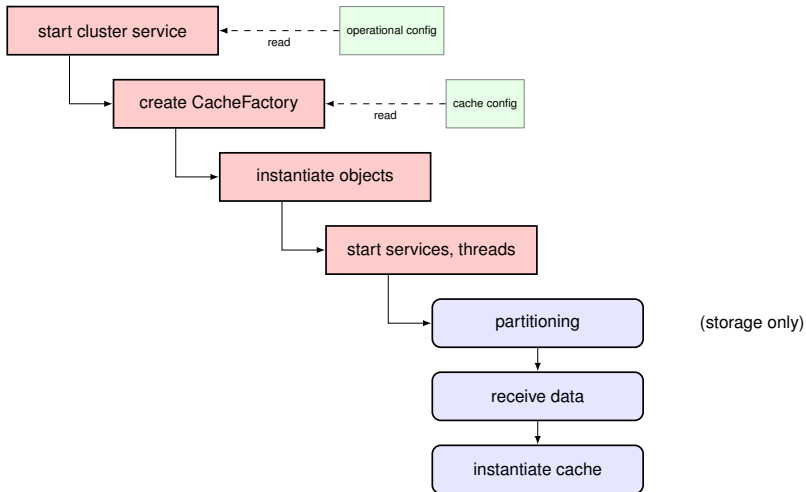 start cluster service
operational config
read
create CacheFactory
cache config
read
instantiate objects
start services, threads
partitioning
(storage only)
receive data
instantiate cache